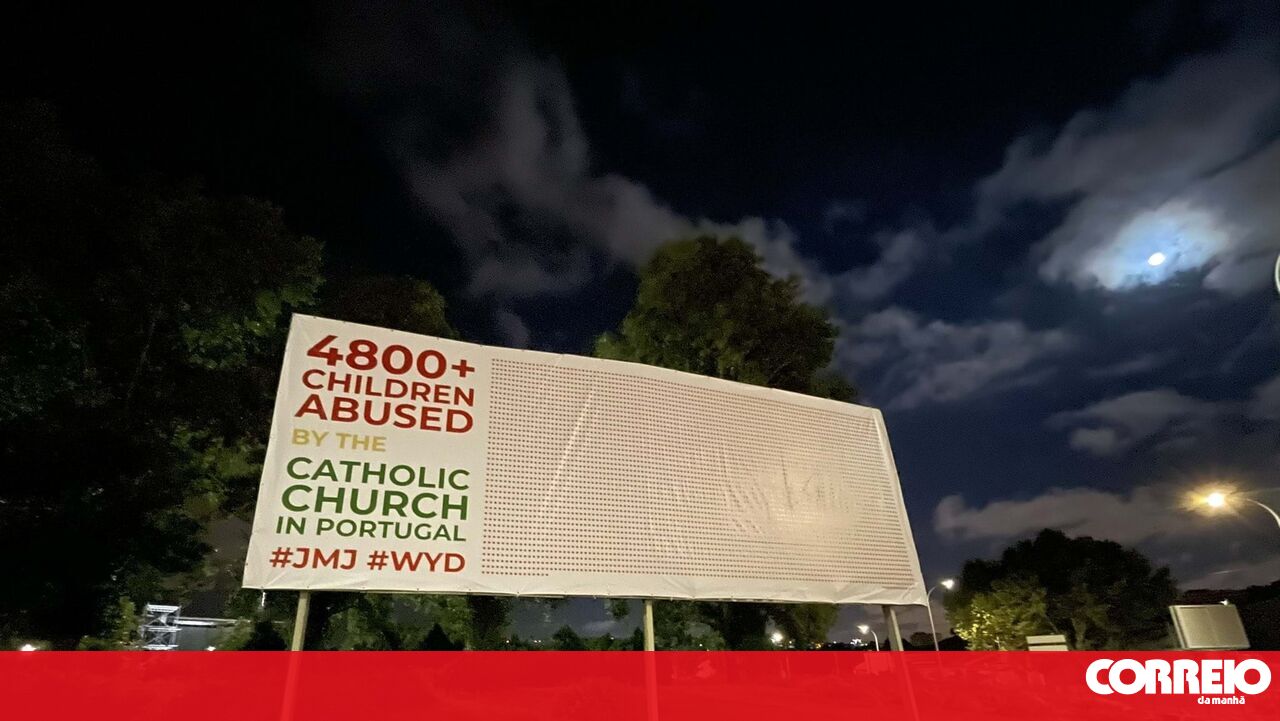 4800+
CHILDREN
ABUSED
BY THE
CATHOLIC
CHURCH
IN PORTUGAL
#JMJ #WYD
CORREIO
da manhã